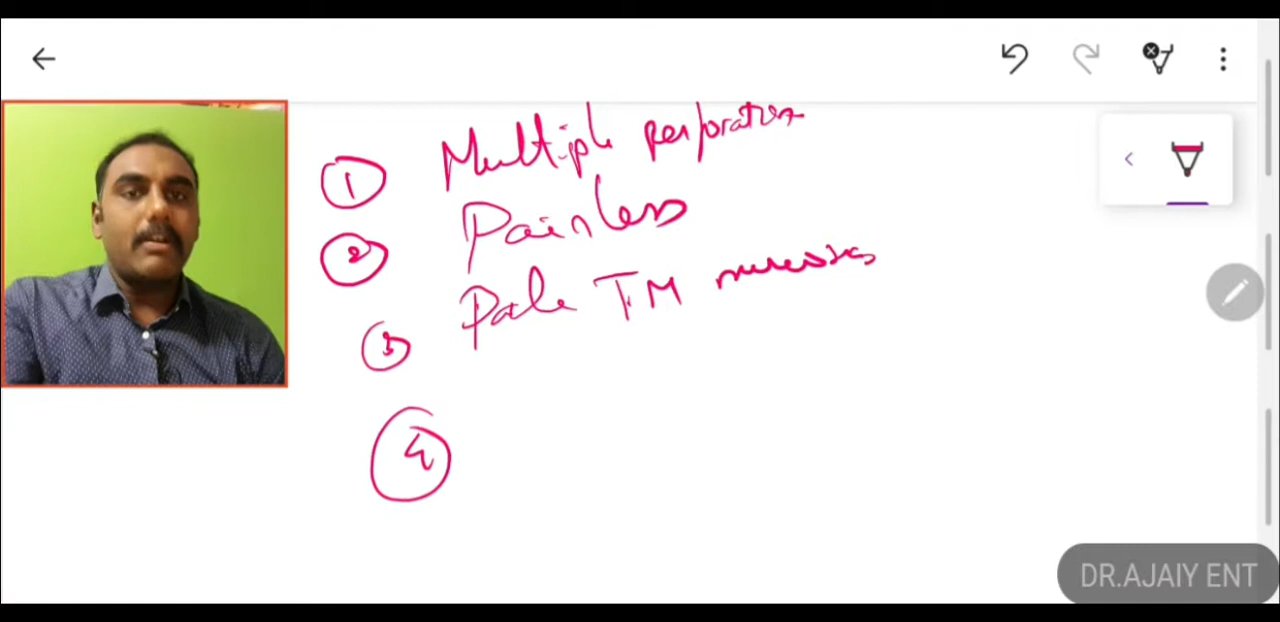 ① Multiple perforation
② Painless
③ Pale TM
④
DR.AJAIY ENT